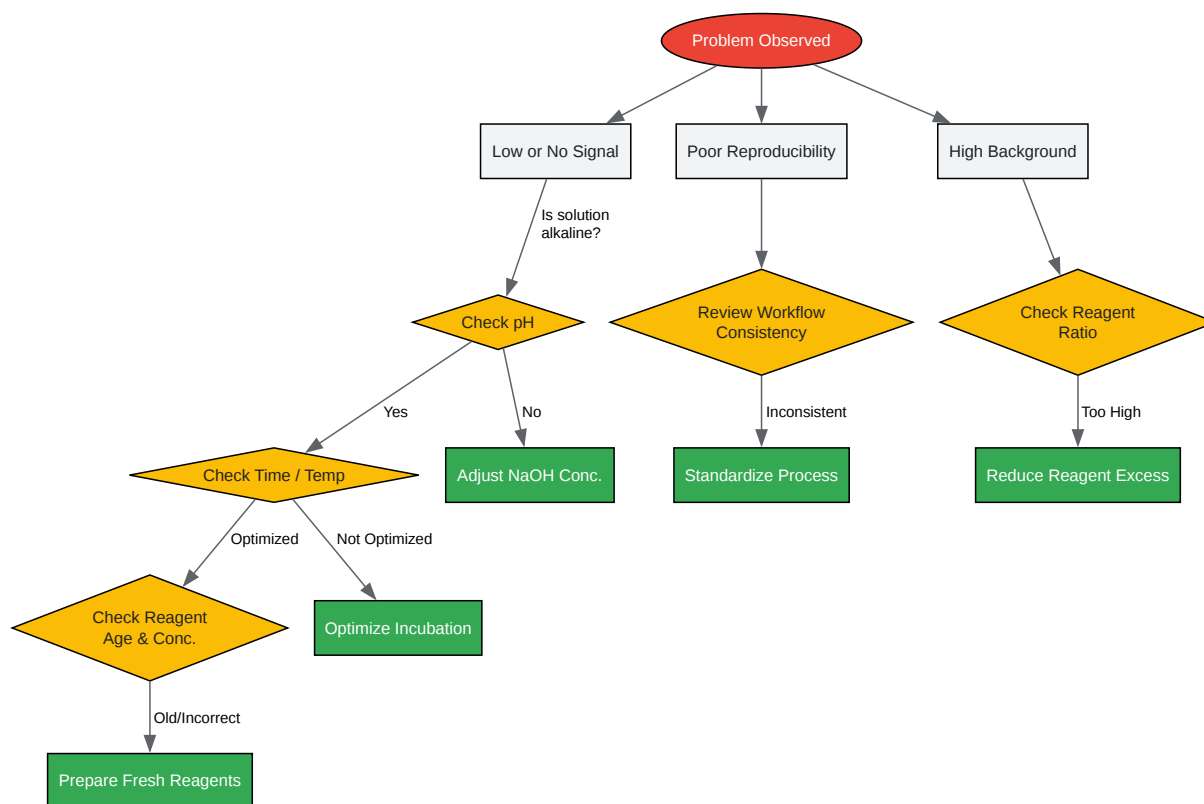 Problem Observed
Low or No Signal
Poor Reproducibility
High Background
Is solution
alkaline?
Check pH
Review Workflow
Consistency
Check Reagent
Ratio
Yes
No
Inconsistent
Too High
Check Time / Temp
Adjust NaOH Conc.
Standardize Process
Reduce Reagent Excess
Optimized
Not Optimized
Check Reagent
Age & Conc.
Optimize Incubation
Old/Incorrect
Prepare Fresh Reagents